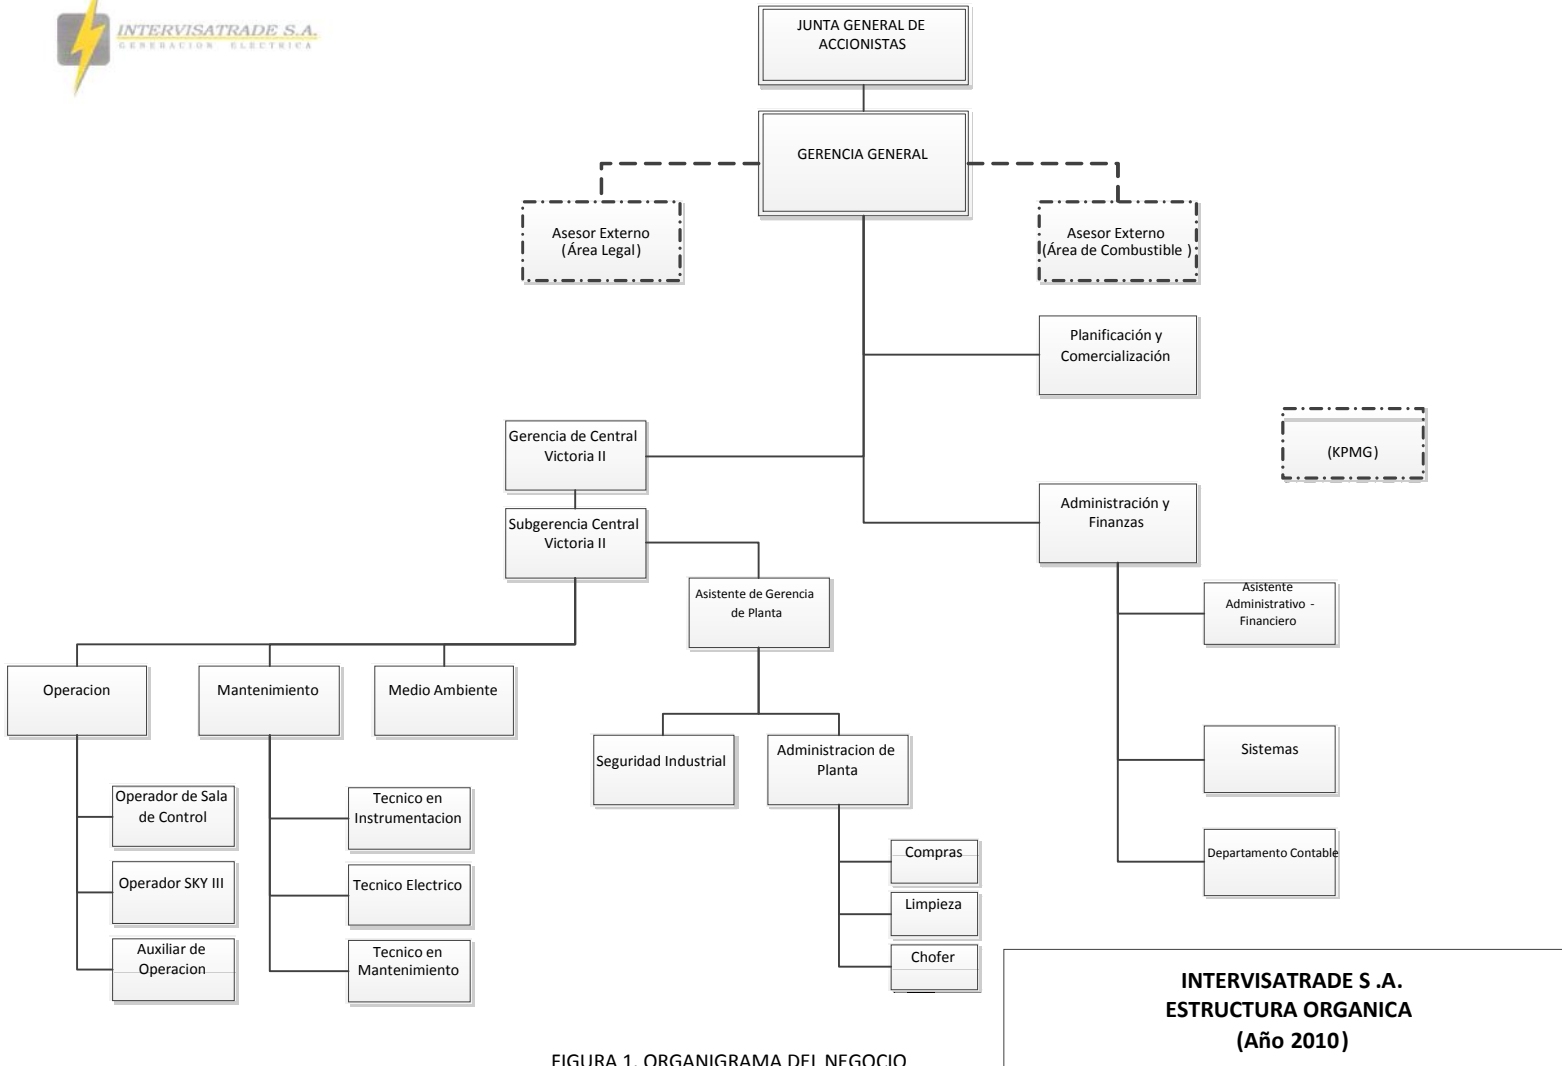 INTERVISATRADE S.A.
GENERACION ELECTRICA
JUNTA GENERAL DE
ACCIONISTAS
GERENCIA GENERAL
Asesor Externo
(Área Legal)
Asesor Externo
(Área de Combustible )
Planificación y
Comercialización
Gerencia de Central
Victoria II
(KPMG)
Subgerencia Central
Victoria II
Administración y
Finanzas
Asistente de Gerencia
de Planta
Asistente
Administrativo -
Financiero
Operacion
Mantenimiento
Medio Ambiente
Seguridad Industrial
Administracion de
Planta
Sistemas
Operador de Sala
de Control
Tecnico en
Instrumentacion
Compras
Departamento Contable
Operador SKY III
Tecnico Electrico
Limpieza
Auxiliar de
Operacion
Tecnico en
Mantenimiento
Chofer
INTERVISATRADE S .A.
ESTRUCTURA ORGANICA
(Año 2010)
FIGURA 1. ORGANIGRAMA DEL NEGOCIO